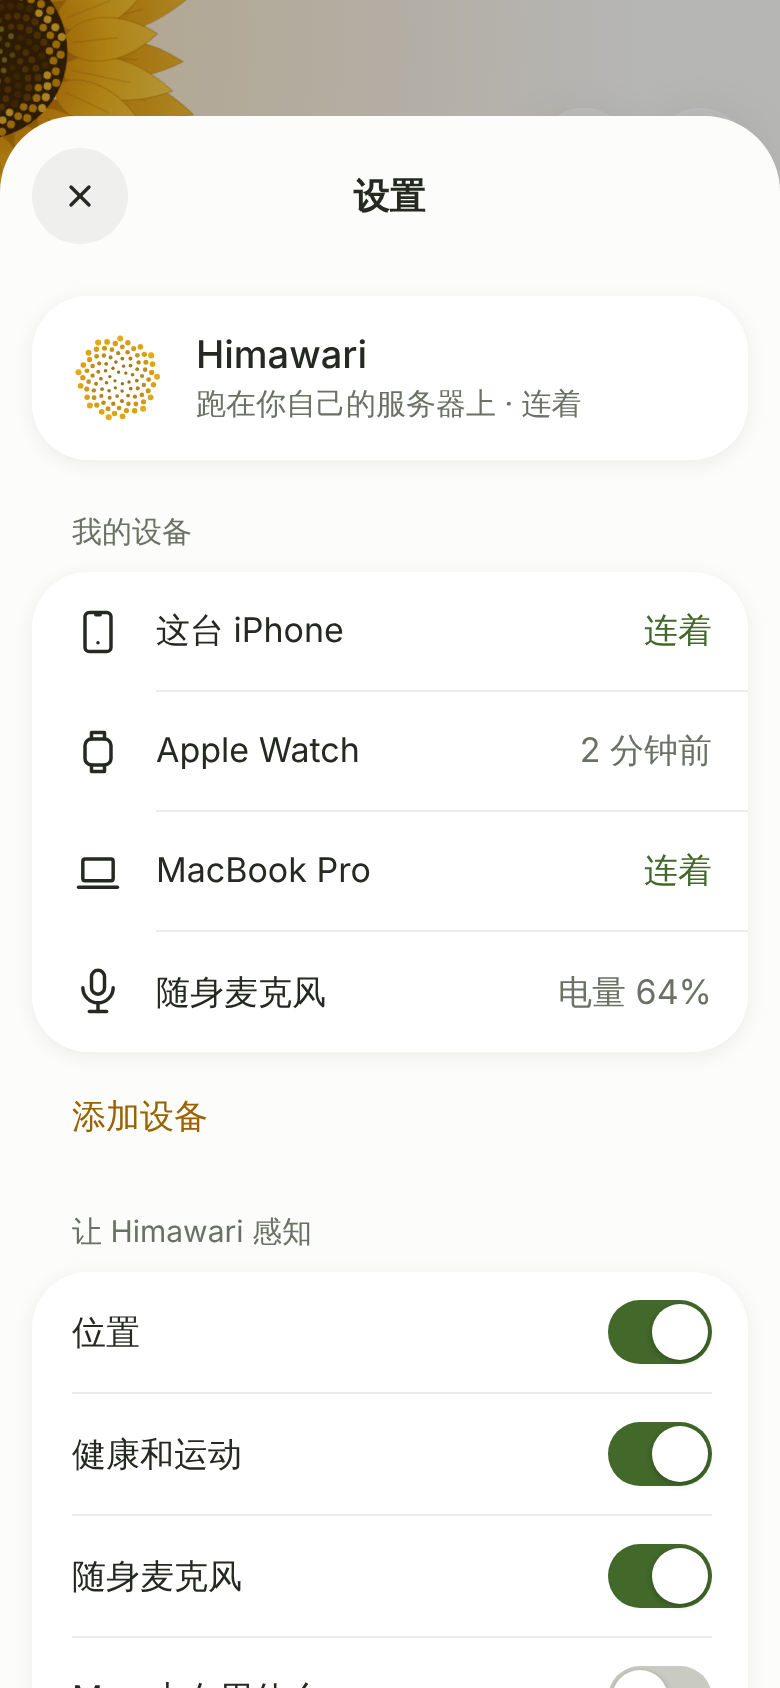 设置
Himawari
跑在你自己的服务器上 · 连着
我的设备
这台 iPhone
连着
Apple Watch
2 分钟前
MacBook Pro
连着
随身麦克风
电量 64%
添加设备
让 Himawari 感知
位置
健康和运动
随身麦克风